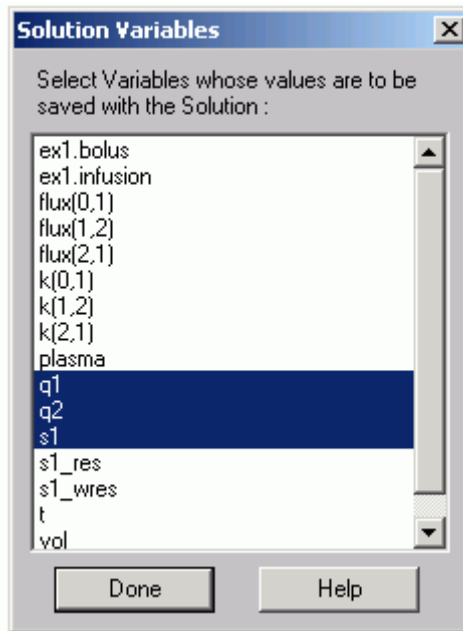 Solution Variables
Select Variables whose values are to be
saved with the Solution :
ex1.bolus
ex1.infusion
flux(0,1)
flux(1,2)
flux(2,1)
k(0,1)
k(1,2)
k(2,1)
plasma
q1
q2
s1
s1_res
s1_wres
t
vol
Done
Help